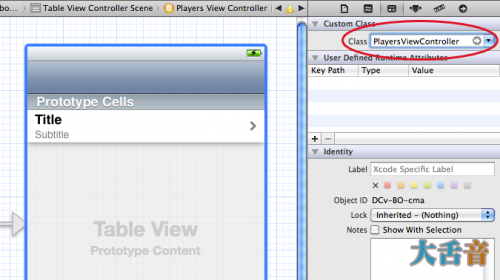 bo... Table View Controller Scene Players View Controller
Custom Class
Class PlayersViewController
User Defined Runtime Attributes
Key Path Type Value
Prototype Cells
Title
Subtitle
Table View
Prototype Content
Identity
Label Xcode Specific Label
Object ID DCv-BO-cma
Lock Inherited - (Nothing)
Notes Show With Selection
大舌音